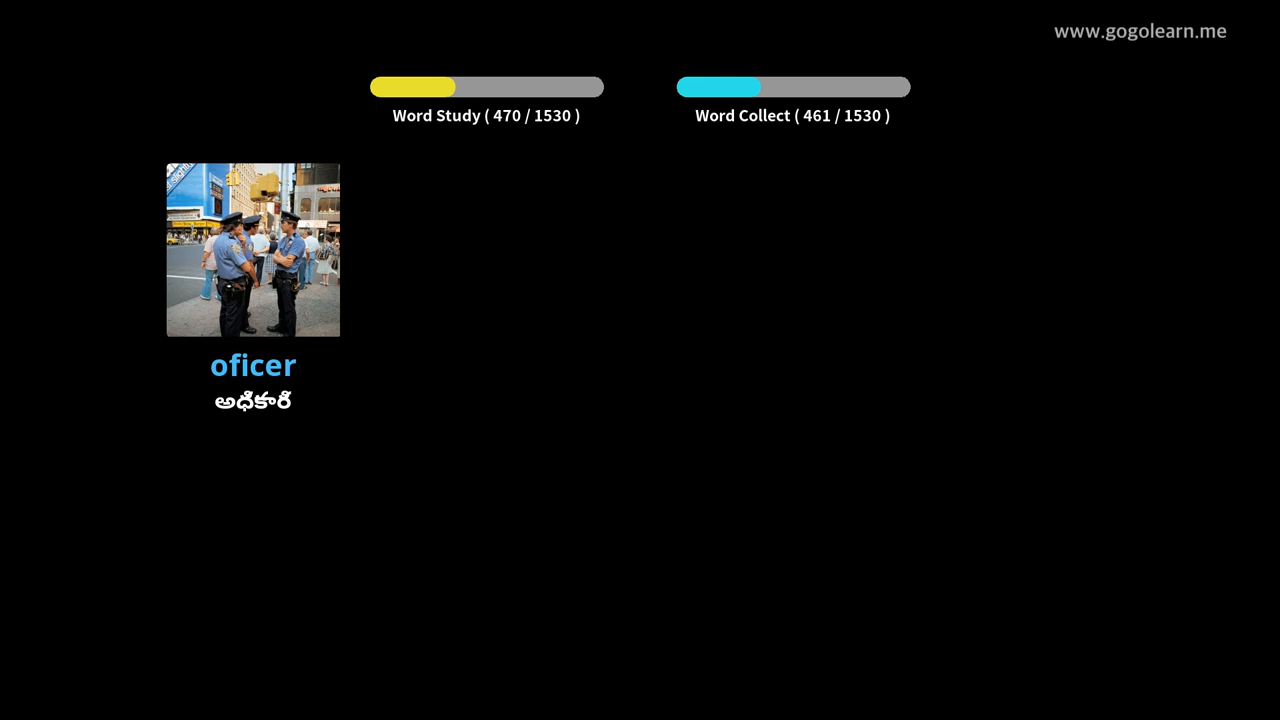 www.gogolearn.me
Word Study ( 470 / 1530 )
Word Collect ( 461 / 1530 )
oficer
అధికారి